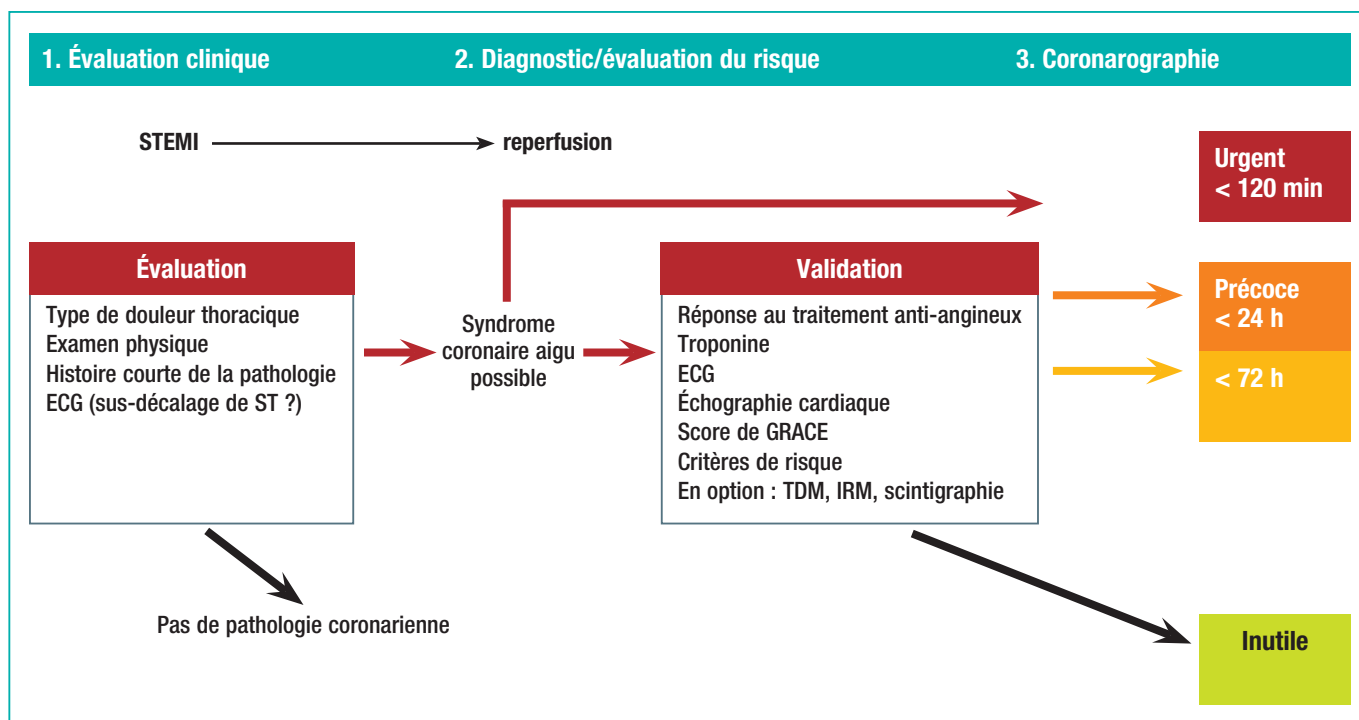 1. Évaluation clinique
2. Diagnostic/évaluation du risque
3. Coronarographie
STEMI
reperfusion
Urgent
< 120 min
Évaluation
Type de douleur thoracique
Examen physique
Histoire courte de la pathologie
ECG (sus-décalage de ST ?)
Syndrome
coronaire aigu
possible
Validation
Réponse au traitement anti-angineux
Troponine
ECG
Échographie cardiaque
Score de GRACE
Critères de risque
En option : TDM, IRM, scintigraphie
Précoce
< 24 h
< 72 h
Pas de pathologie coronarienne
Inutile